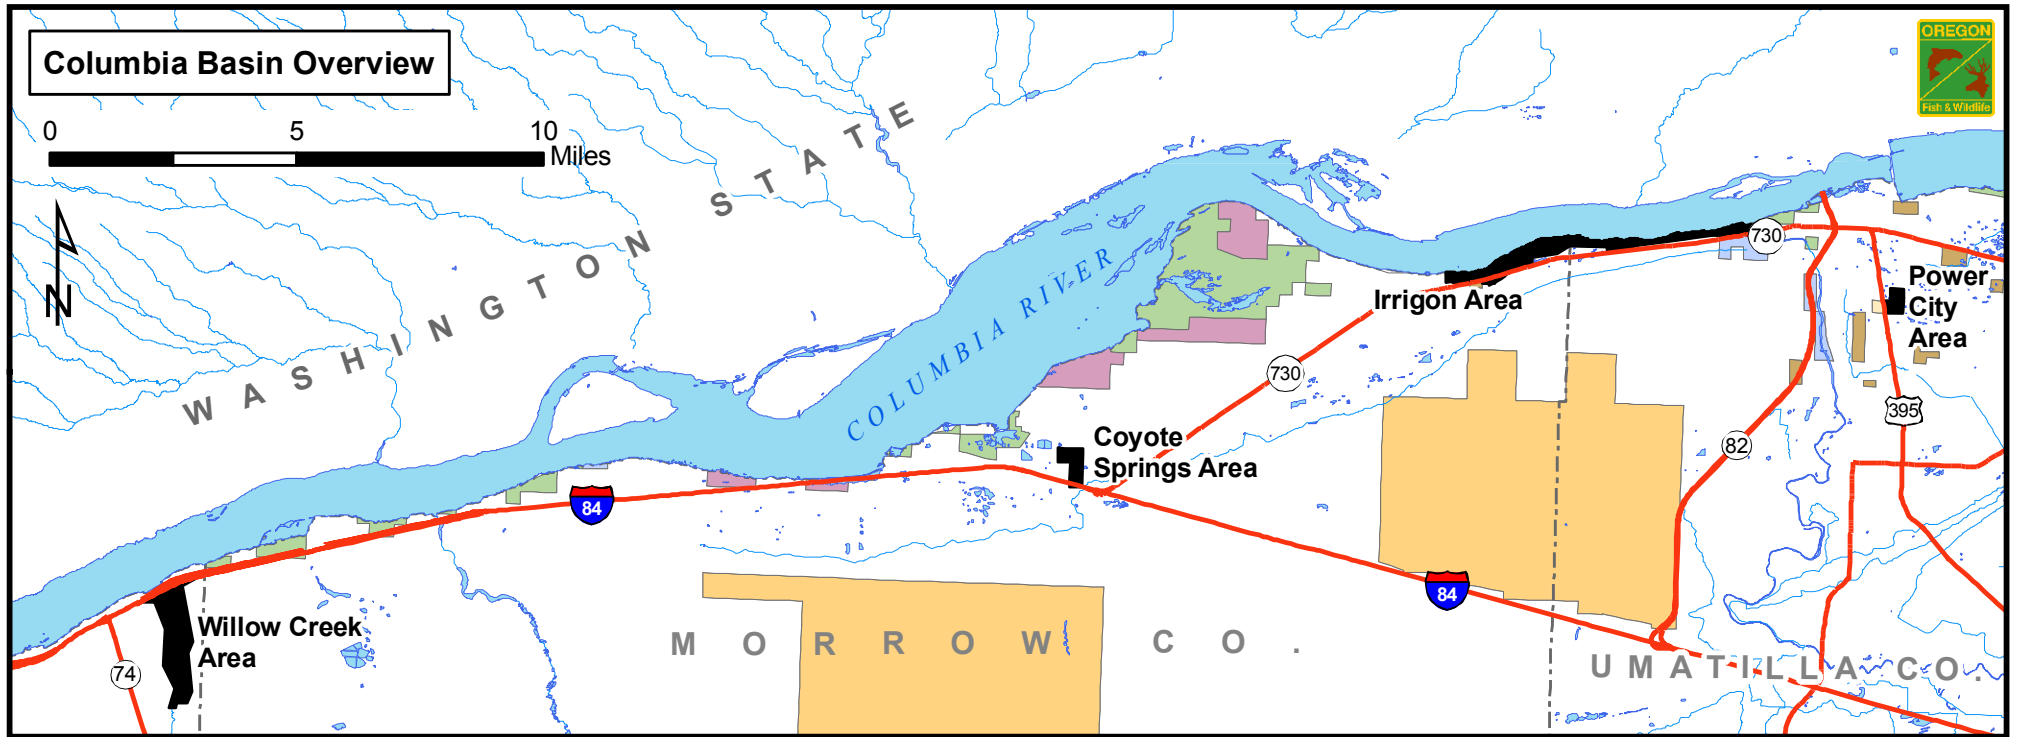 Columbia Basin Overview
0 5 10
Miles
N
OREGON
Fish & Wildlife
WASHINGTON STATE
COLUMBIA RIVER
730
Irrigon Area
Power
City
Area
730
395
82
Coyote
Springs Area
84
84
Willow Creek
Area
74
MORROW CO.
UMATILLA CO.